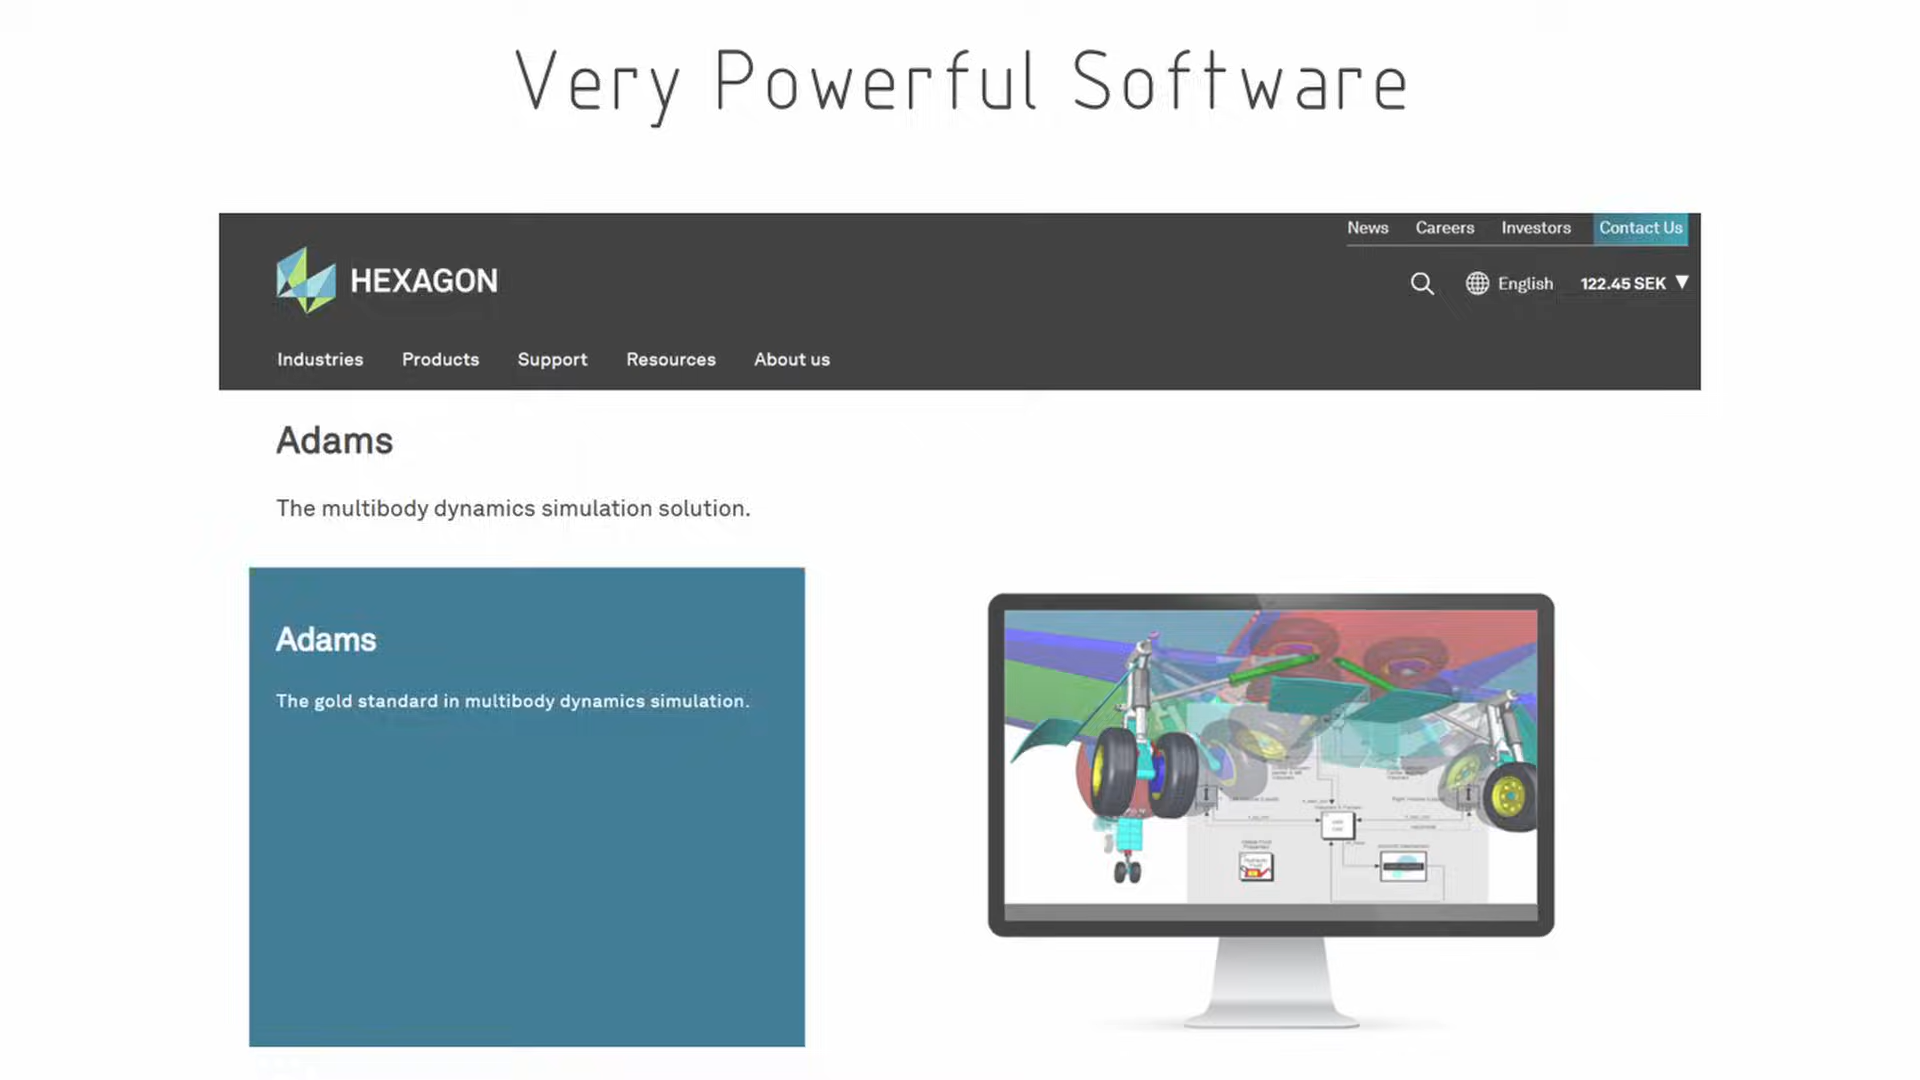 Very Powerful Software
News Careers Investors Contact Us
HEXAGON
English 122.45 SEK ▼
Industries Products Support Resources About us
Adams
The multibody dynamics simulation solution.
Adams
The gold standard in multibody dynamics simulation.